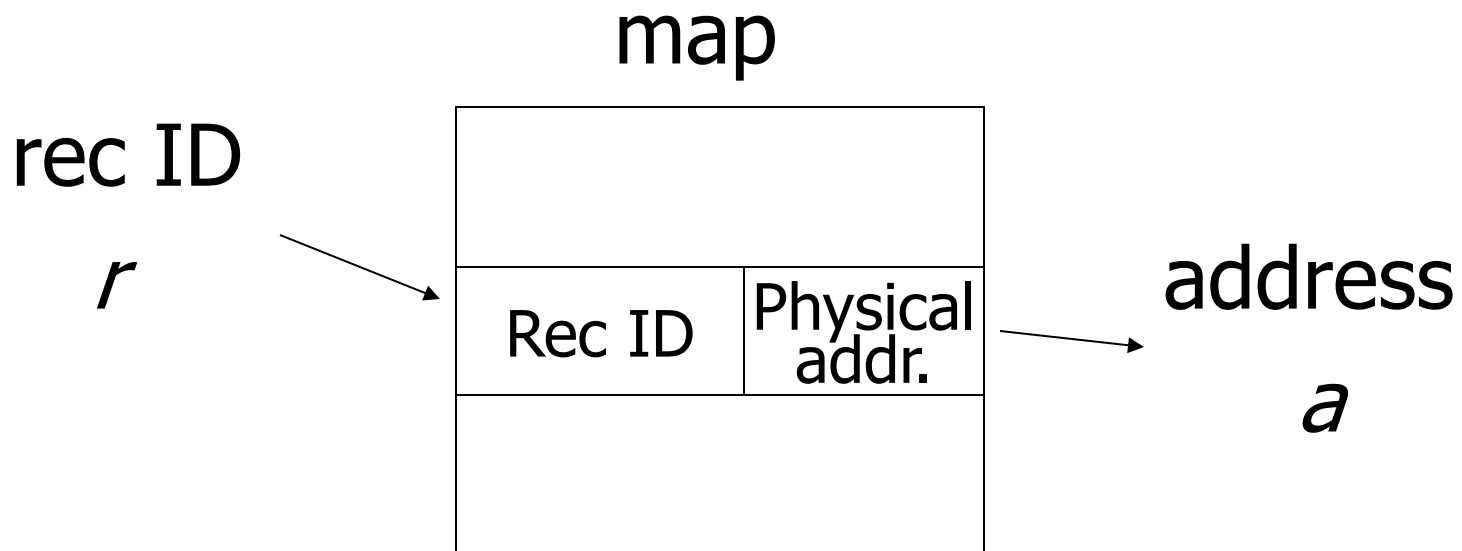 map
rec ID
r
Rec ID
Physical
addr.
address
a